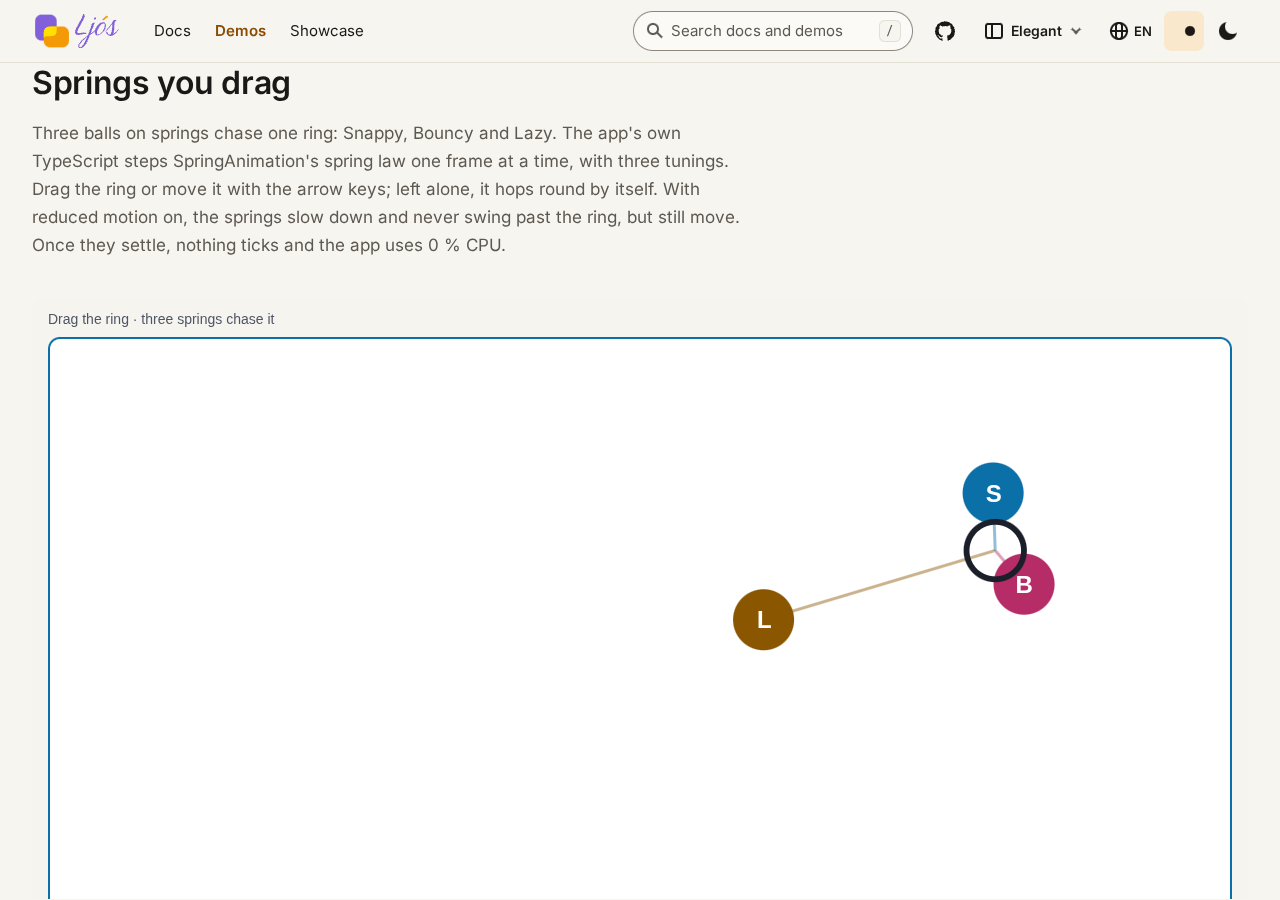 Ljós
Docs
Demos
Showcase
Search docs and demos
/
Elegant
EN
Springs you drag
Three balls on springs chase one ring: Snappy, Bouncy and Lazy. The app's own
TypeScript steps SpringAnimation's spring law one frame at a time, with three tunings.
Drag the ring or move it with the arrow keys; left alone, it hops round by itself. With
reduced motion on, the springs slow down and never swing past the ring, but still move.
Once they settle, nothing ticks and the app uses 0 % CPU.
Drag the ring · three springs chase it
S
B
L